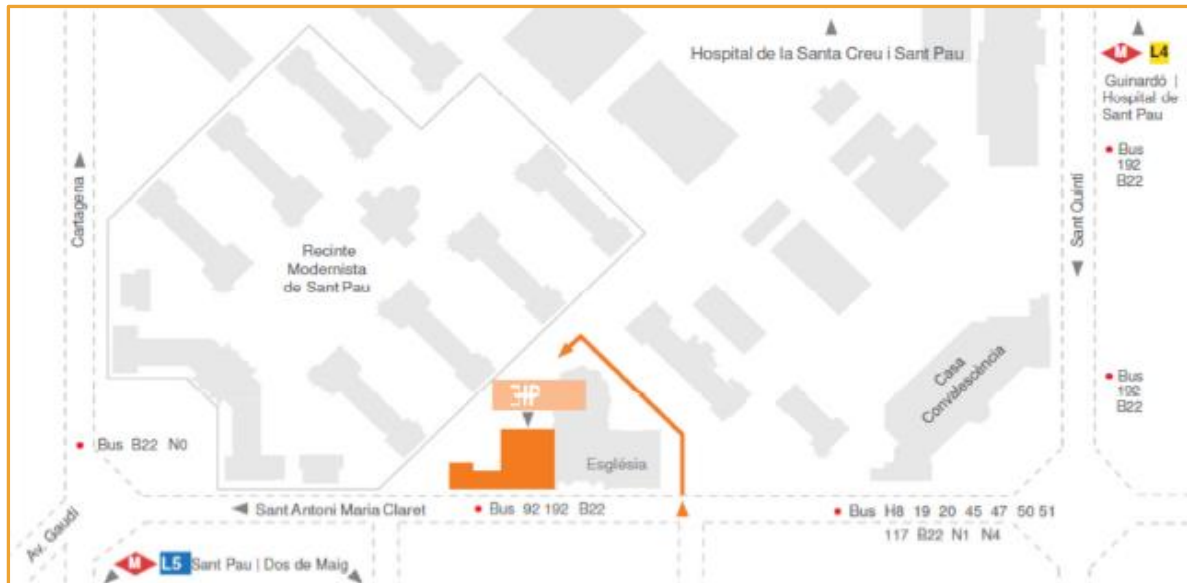 Hospital de la Santa Creu i Sant Pau
M L4
Guinardó |
Hospital de
Sant Pau
Bus
192
B22
Cartagena
Sant Quintí
Recinte
Modernista
de Sant Pau
Casa
Convalescència
Bus
192
B22
Bus B22 N0
Església
Sant Antoni Maria Claret
Bus 92 192 B22
Bus H8 19 20 45 47 50 51
117 B22 N1 N4
Av. Gaudí
M L5 Sant Pau | Dos de Maig